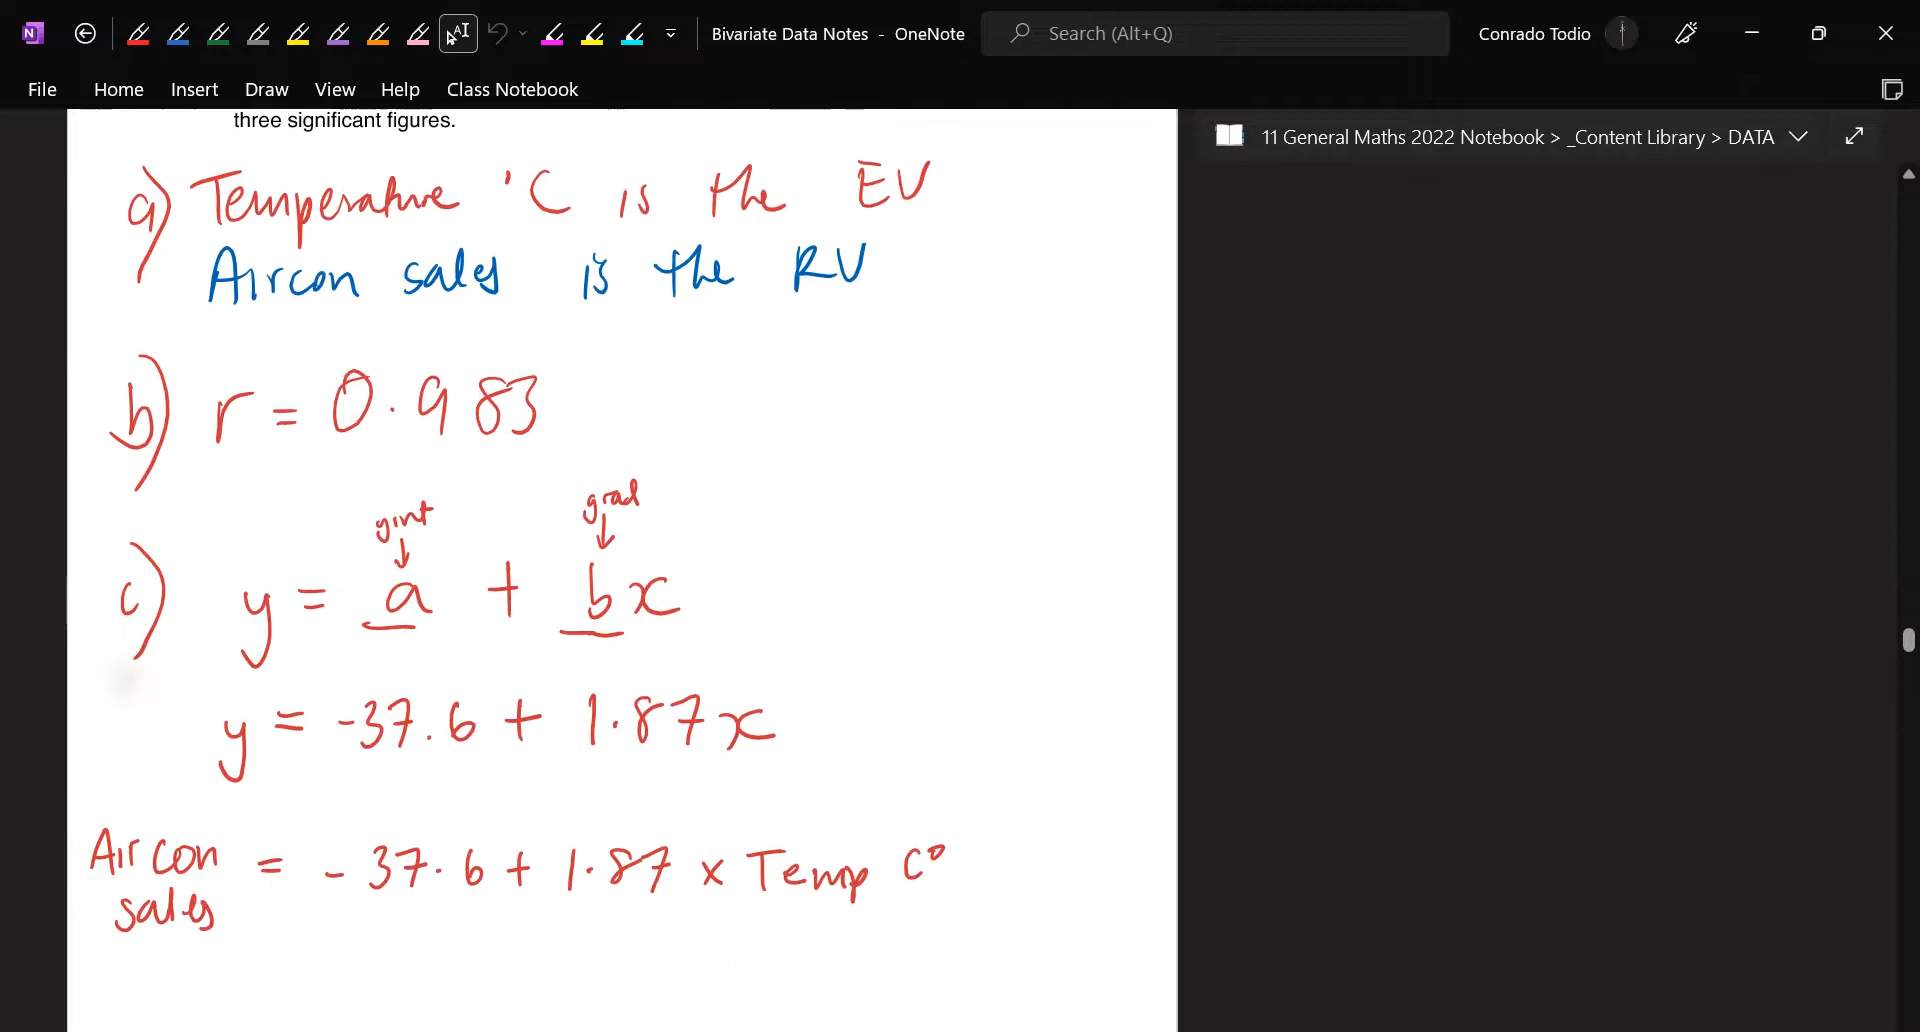 Bivariate Data Notes - OneNote
Search (Alt+Q)
Conrado Todio
File Home Insert Draw View Help Class Notebook
three significant figures.
11 General Maths 2022 Notebook > _Content Library > DATA
a) Temperature °C is the EV
Aircon sales is the RV
b) r = 0.983
yint
grad
c) y = a + bx
y = -37.6 + 1.87x
Air con sales = - 37.6 + 1.87 x Temp C°